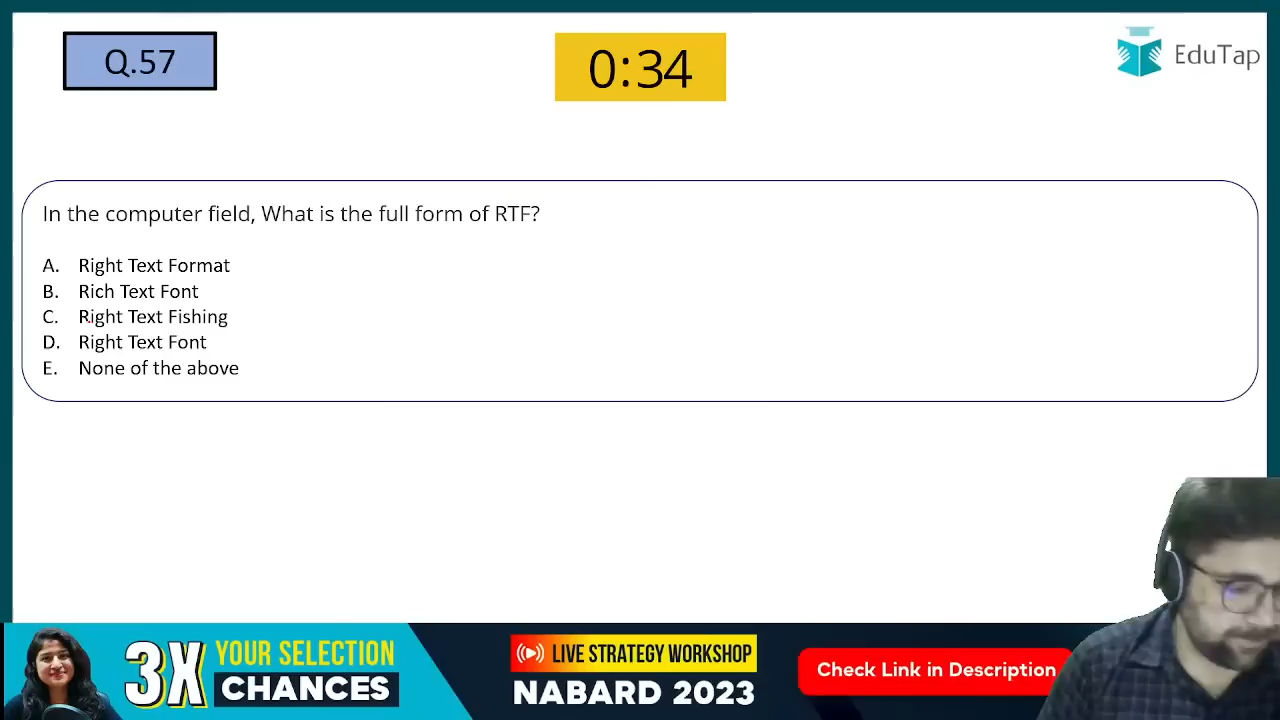 Q.57
0:34
EduTap
In the computer field, What is the full form of RTF?
A. Right Text Format
B. Rich Text Font
C. Right Text Fishing
D. Right Text Font
E. None of the above
3X YOUR SELECTION
CHANCES
LIVE STRATEGY WORKSHOP
NABARD 2023
Check Link in Description